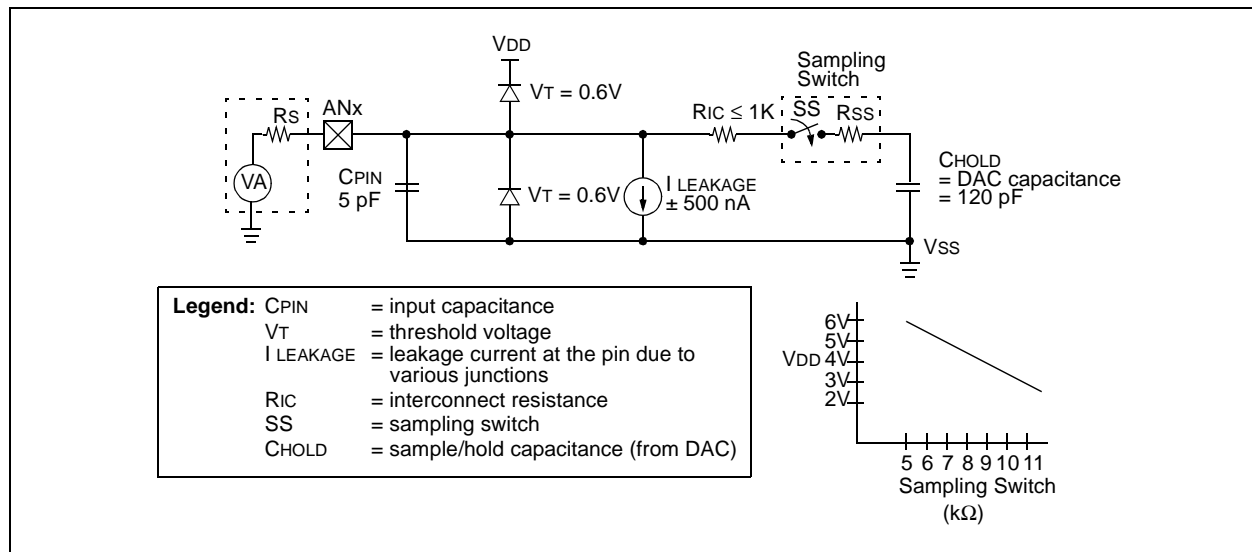 VDD
Sampling
Switch
VT = 0.6V
RS
ANx
RIC ≤ 1K
SS
RSS
VA
CPIN
5 pF
VT = 0.6V
I LEAKAGE
± 500 nA
CHOLD
= DAC capacitance
= 120 pF
VSS
Legend: CPIN = input capacitance
VT = threshold voltage
I LEAKAGE = leakage current at the pin due to
various junctions
RIC = interconnect resistance
SS = sampling switch
CHOLD = sample/hold capacitance (from DAC)
6V
5V
VDD 4V
3V
2V
5 6 7 8 9 10 11
Sampling Switch
(kΩ)